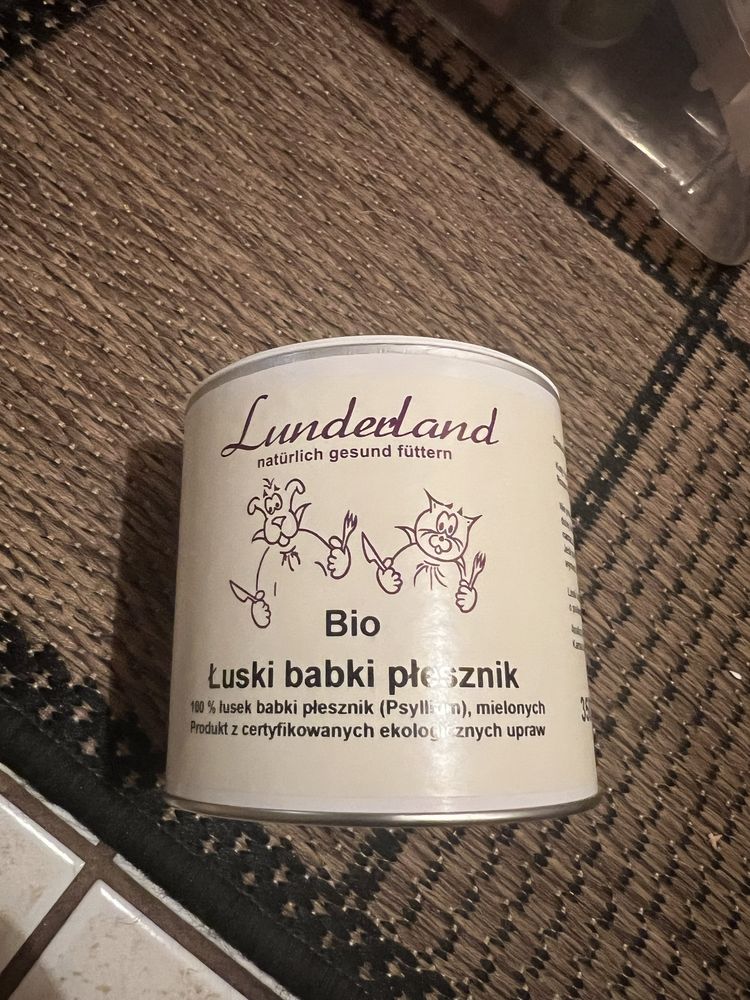 Lunderland
natürlich gesund füttern
Bio
Łuski babki płesznik
100 % łusek babki płesznik (Psyllium), mielonych
Produkt z certyfikowanych ekologicznych upraw